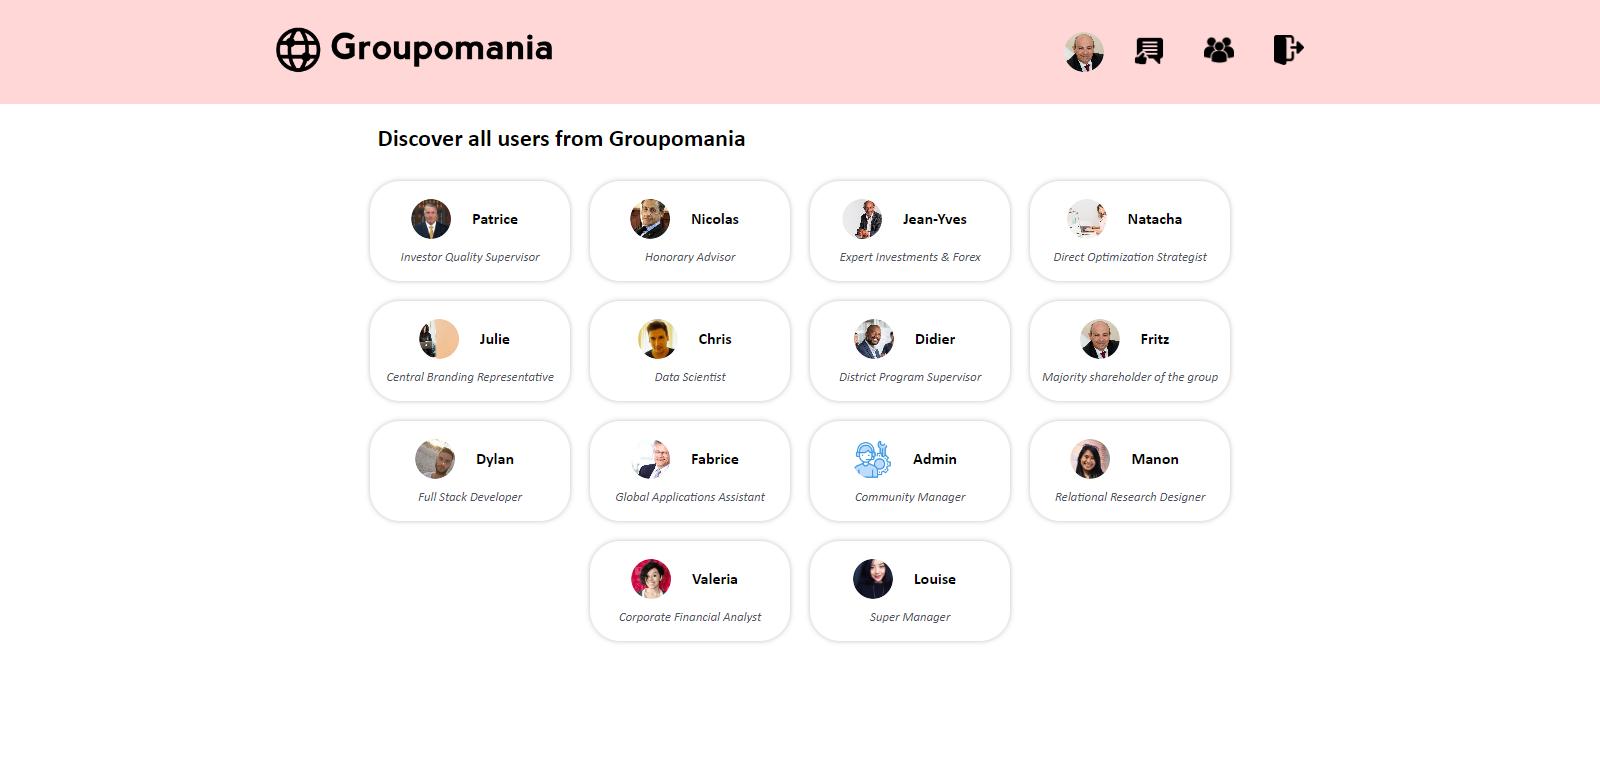 Groupomania
Discover all users from Groupomania
Patrice
Investor Quality Supervisor
Nicolas
Honorary Advisor
Jean-Yves
Expert Investments & Forex
Natacha
Direct Optimization Strategist
Julie
Central Branding Representative
Chris
Data Scientist
Didier
District Program Supervisor
Fritz
Majority shareholder of the group
Dylan
Full Stack Developer
Fabrice
Global Applications Assistant
Admin
Community Manager
Manon
Relational Research Designer
Valeria
Corporate Financial Analyst
Louise
Super Manager